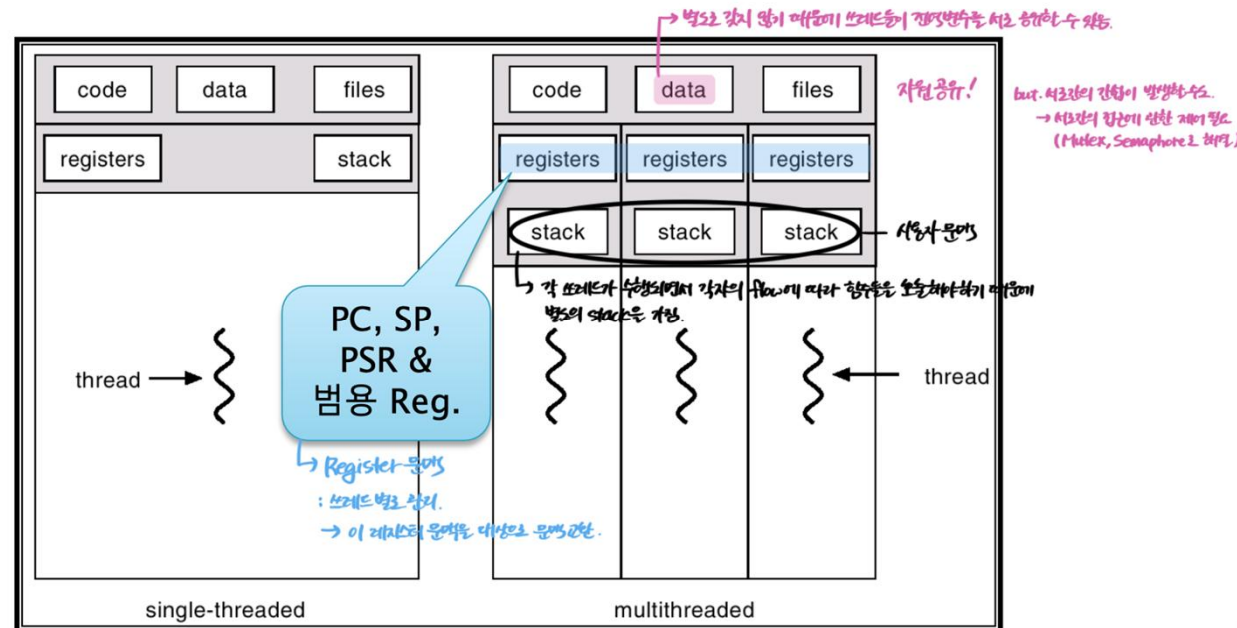 → 별도로 갖지 않기 때문에 쓰레드들이 전역변수를 서로 공유할 수 있음.
code data files
registers stack
thread →
single-threaded
code data files
자원공유!
but. 서로간의 간섭이 발생할수도
→ 서로간의 접근에 의한 제어 필요
(Mutex, Semaphore로 해결)
registers registers registers
stack stack stack
사용자 문맥
→ 각 쓰레드가 수행되면서 각자의 flow에 따라 함수들을 호출해야하기 때문에
별도의 stack을 가짐.
PC, SP,
PSR &
범용 Reg.
→ Register 문맥
: 쓰레드별로 관리.
→ 이 레지스터 문맥을 대상으로 문맥교환.
← thread
multithreaded